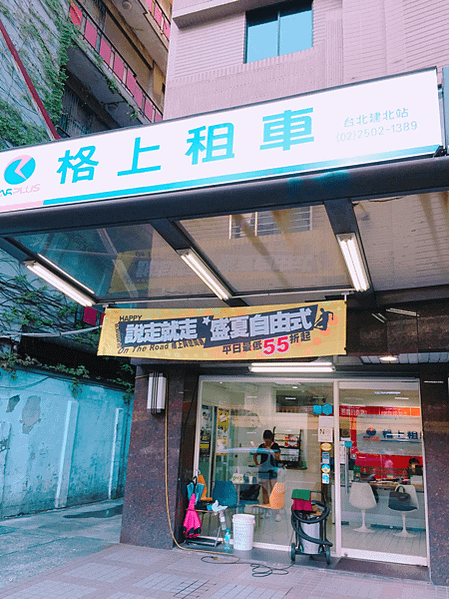 格上租車
台北建北站
(02)2502-1389
CARPLUS
HAPPY
說走就走 盛夏自由式
On The Road
平日最低55折起
格上租